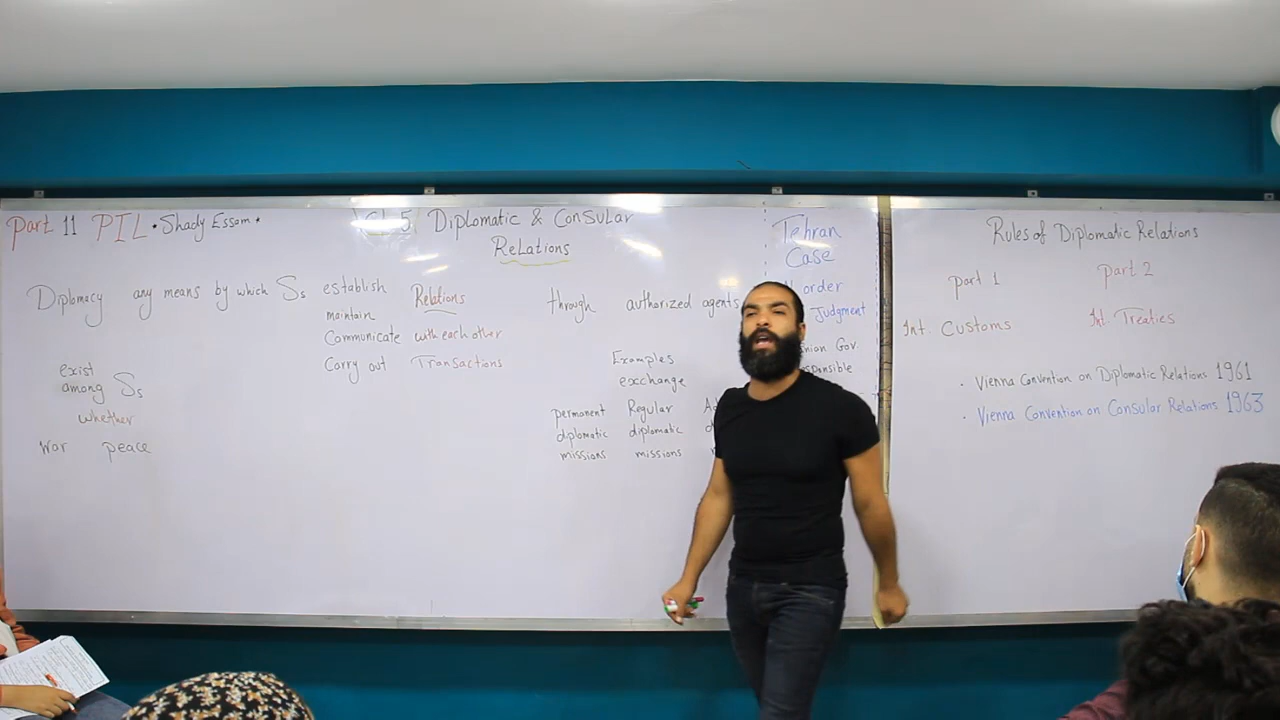 Part 11 PIL • Shady Essam •
Ch 5 Diplomatic & Consular
Relations
Diplomacy any means by which Ss establish Relations
maintain
Communicate with each other
Carry out Transactions
exist
among Ss
whether
War peace
through authorized agents
Examples
exchange
permanent Regular
diplomatic diplomatic
missions missions
Tehran
Case
order
Judgment
Gov.
Rules of Diplomatic Relations
part 1 part 2
Int. Customs Int. Treaties
• Vienna Convention on Diplomatic Relations 1961
• Vienna Convention on Consular Relations 1963